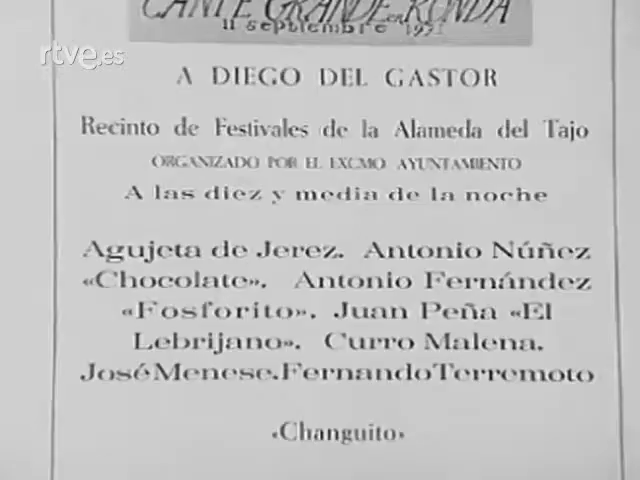 CANTE GRANDE en RONDA
11 septiembre 1971
rtve.es
A DIEGO DEL GASTOR
Recinto de Festivales de la Alameda del Tajo
ORGANIZADO POR EL EXCMO AYUNTAMIENTO
A las diez y media de la noche
Agujeta de Jerez. Antonio Núñez
«Chocolate». Antonio Fernández
«Fosforito». Juan Peña «El
Lebrijano». Curro Malena.
José Menese. Fernando Terremoto
«Changuito»